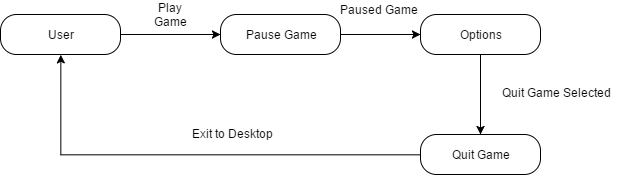 Play
Game
Paused Game
User
Pause Game
Options
Quit Game Selected
Exit to Desktop
Quit Game